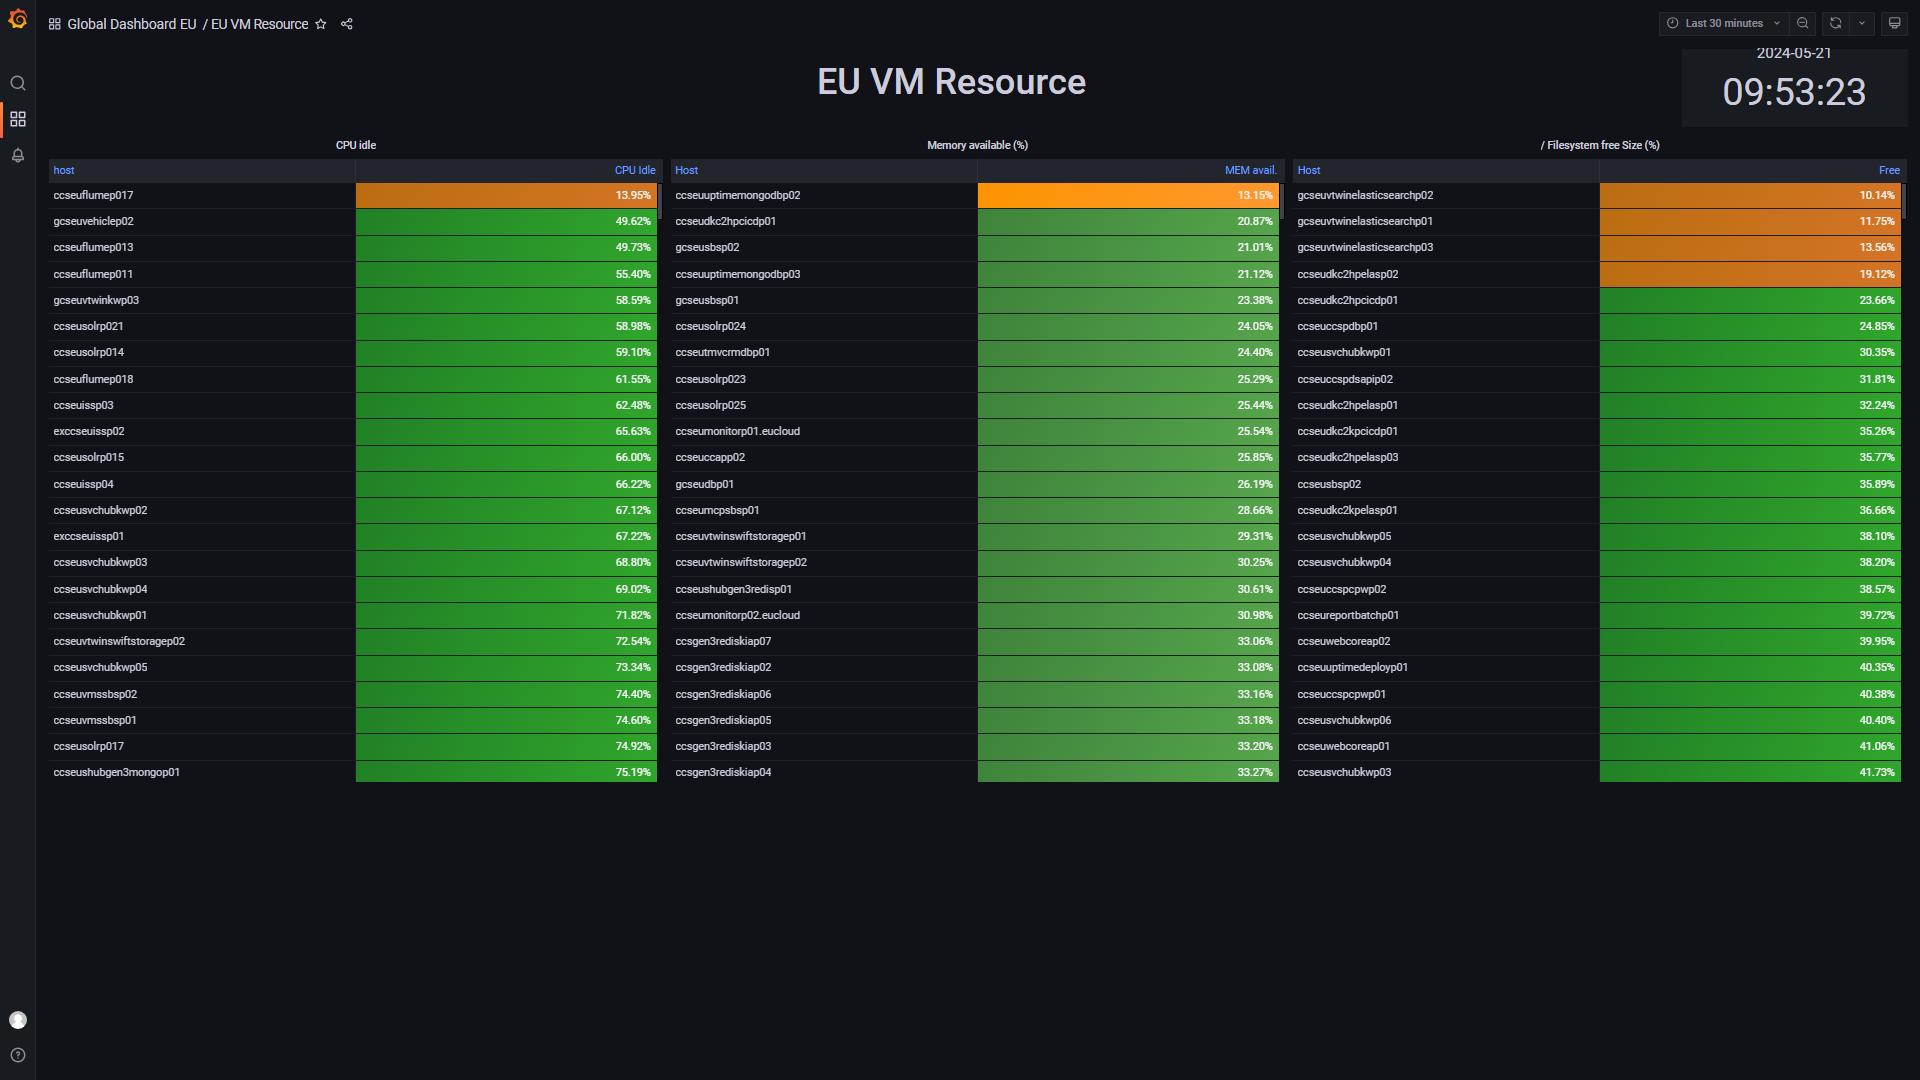 Global Dashboard EU / EU VM Resource
Last 30 minutes
2024-05-21
09:53:23
EU VM Resource
CPU idle
host CPU Idle
ccseuflumep017 13.95%
gcseuvehiclep02 49.62%
ccseuflumep013 49.73%
ccseuflumep011 55.40%
gcseuvtwinkwp03 58.59%
ccseusolrp021 58.98%
ccseusolrp014 59.10%
ccseuflumep018 61.55%
ccseuissp03 62.48%
exccseuissp02 65.63%
ccseusolrp015 66.00%
ccseuissp04 66.22%
ccseusvchubkwp02 67.12%
exccseuissp01 67.22%
ccseusvchubkwp03 68.80%
ccseusvchubkwp04 69.02%
ccseusvchubkwp01 71.82%
ccseuvtwinswiftstoragep02 72.54%
ccseusvchubkwp05 73.34%
ccseuvmssbsp02 74.40%
ccseuvmssbsp01 74.60%
ccseusolrp017 74.92%
ccseushubgen3mongop01 75.19%
Memory available (%)
Host MEM avail.
ccseuuptimemongodbp02 13.15%
ccseudkc2hpcicdp01 20.87%
gcseusbsp02 21.01%
ccseuuptimemongodbp03 21.12%
gcseusbsp01 23.38%
ccseusolrp024 24.05%
ccseutmvcrmdbp01 24.40%
ccseusolrp023 25.29%
ccseusolrp025 25.44%
ccseumonitorp01.eucloud 25.54%
ccseuccapp02 25.85%
gcseudbp01 26.19%
ccseumcpsbsp01 28.66%
ccseuvtwinswiftstoragep01 29.31%
ccseuvtwinswiftstoragep02 30.25%
ccseushubgen3redisp01 30.61%
ccseumonitorp02.eucloud 30.98%
ccsgen3rediskiap07 33.06%
ccsgen3rediskiap02 33.08%
ccsgen3rediskiap06 33.16%
ccsgen3rediskiap05 33.18%
ccsgen3rediskiap03 33.20%
ccsgen3rediskiap04 33.27%
/ Filesystem free Size (%)
Host Free
gcseuvtwinelasticsearchp02 10.14%
gcseuvtwinelasticsearchp01 11.75%
gcseuvtwinelasticsearchp03 13.56%
ccseudkc2hpelasp02 19.12%
ccseudkc2hpcicdp01 23.66%
ccseuccspdbp01 24.85%
ccseusvchubkwp01 30.35%
ccseuccspdsapip02 31.81%
ccseudkc2hpelasp01 32.24%
ccseudkc2kpcicdp01 35.26%
ccseudkc2hpelasp03 35.77%
ccseusbsp02 35.89%
ccseudkc2kpelasp01 36.66%
ccseusvchubkwp05 38.10%
ccseusvchubkwp04 38.20%
ccseuccspcpwp02 38.57%
ccseureportbatchp01 39.72%
ccseuwebcoreap02 39.95%
ccseuuptimedeployp01 40.35%
ccseuccspcpwp01 40.38%
ccseusvchubkwp06 40.40%
ccseuwebcoreap01 41.06%
ccseusvchubkwp03 41.73%